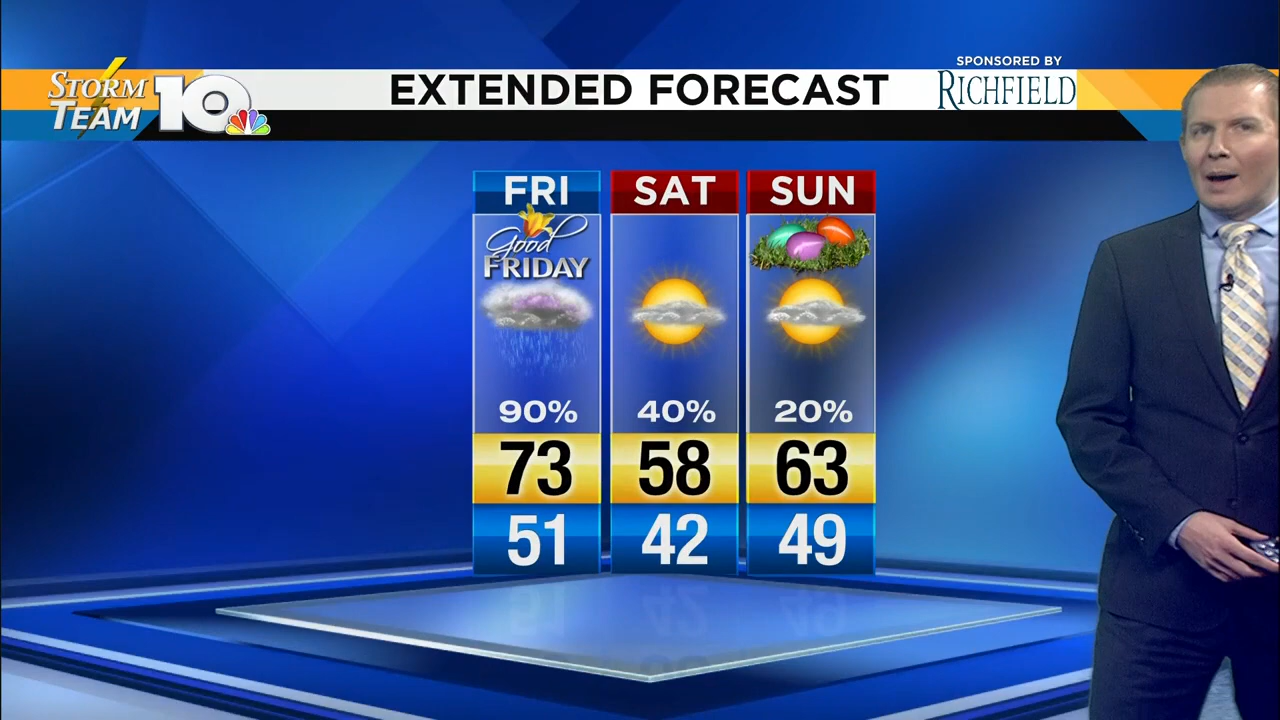 STORM TEAM 10
EXTENDED FORECAST
SPONSORED BY
RICHFIELD
FRI SAT SUN
Good
FRIDAY
90% 40% 20%
73 58 63
51 42 49